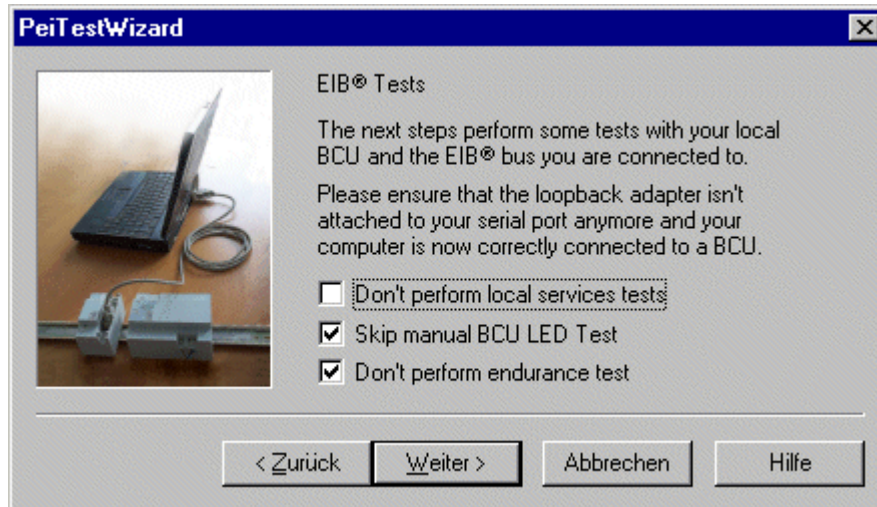 PeiTestWizard
EIB® Tests
The next steps perform some tests with your local
BCU and the EIB® bus you are connected to.
Please ensure that the loopback adapter isn't
attached to your serial port anymore and your
computer is now correctly connected to a BCU.
Don't perform local services tests
Skip manual BCU LED Test
Don't perform endurance test
< Zurück
Weiter >
Abbrechen
Hilfe